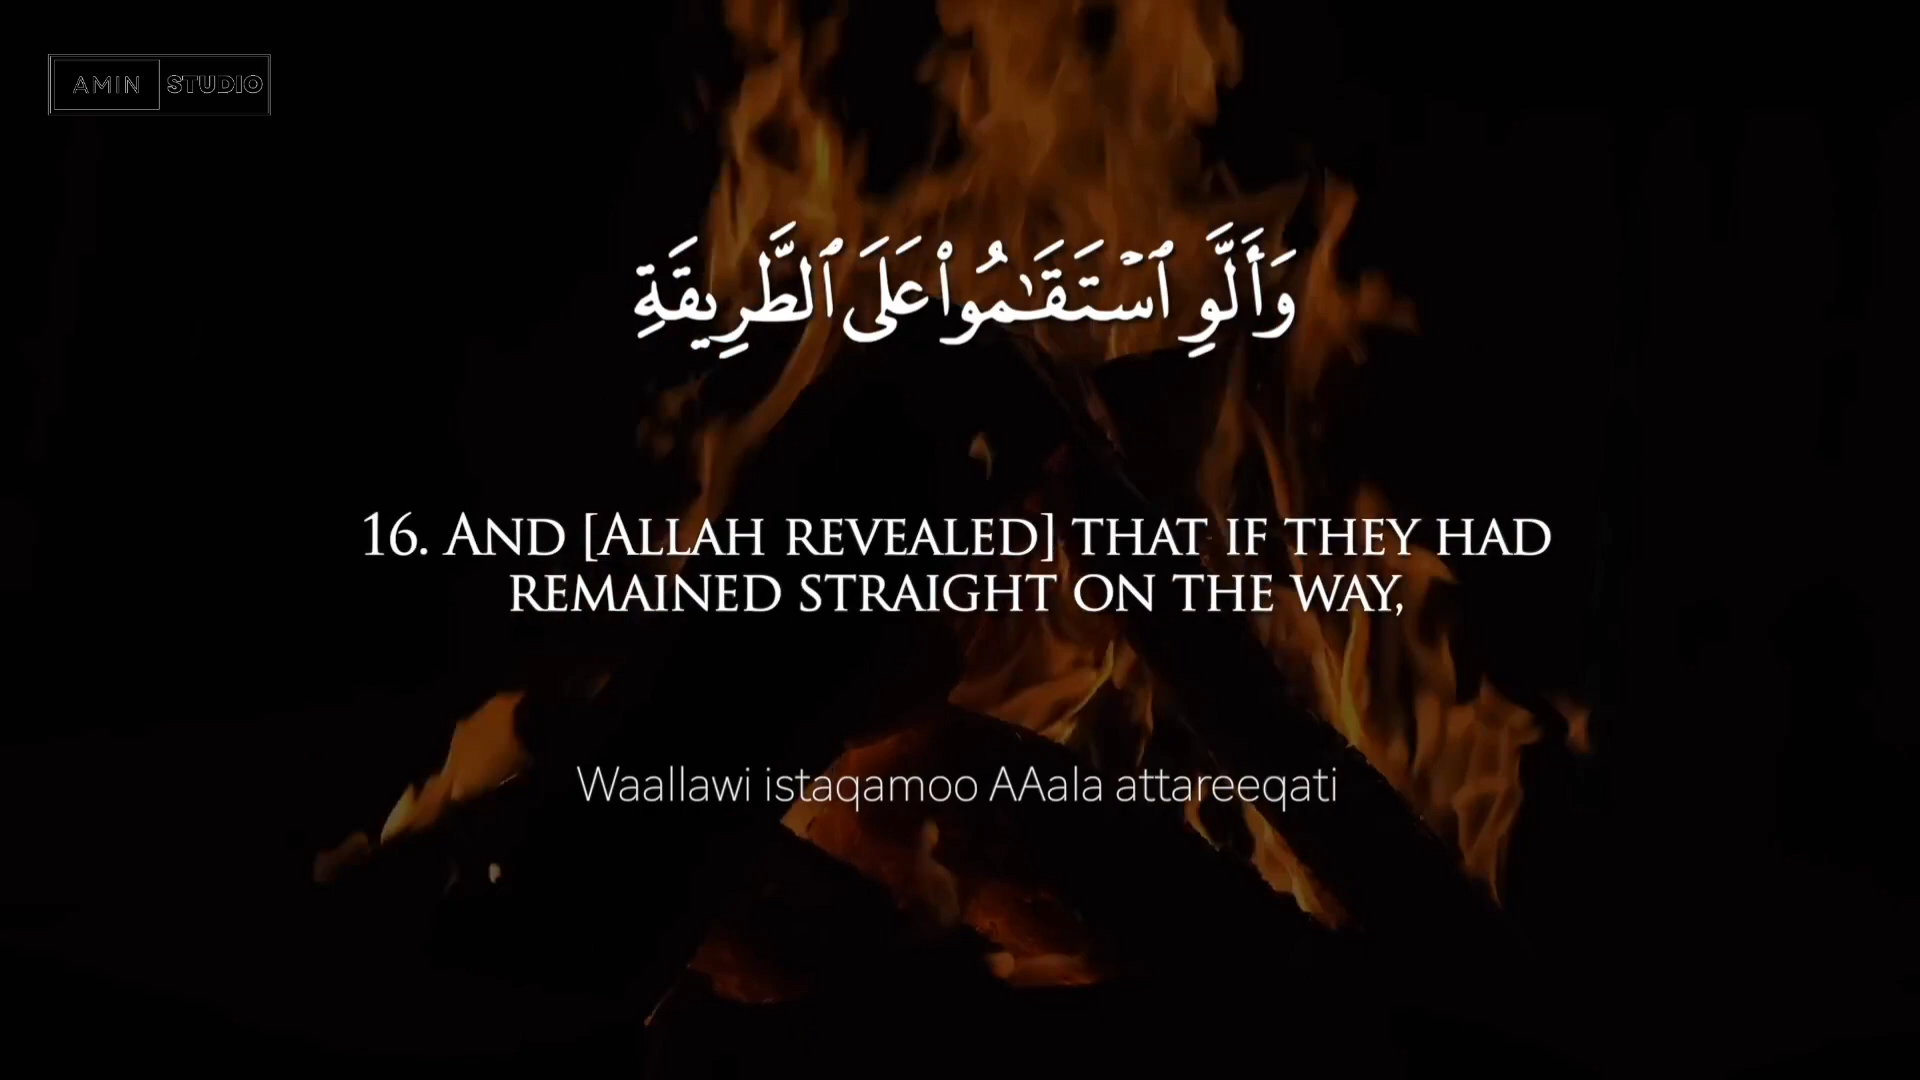 AMIN STUDIO
وَأَلَّوِ ٱسْتَقَـٰمُوا۟ عَلَى ٱلطَّرِيقَةِ
16. AND [ALLAH REVEALED] THAT IF THEY HAD
REMAINED STRAIGHT ON THE WAY,
Waallawi istaqamoo AAala attareeqati